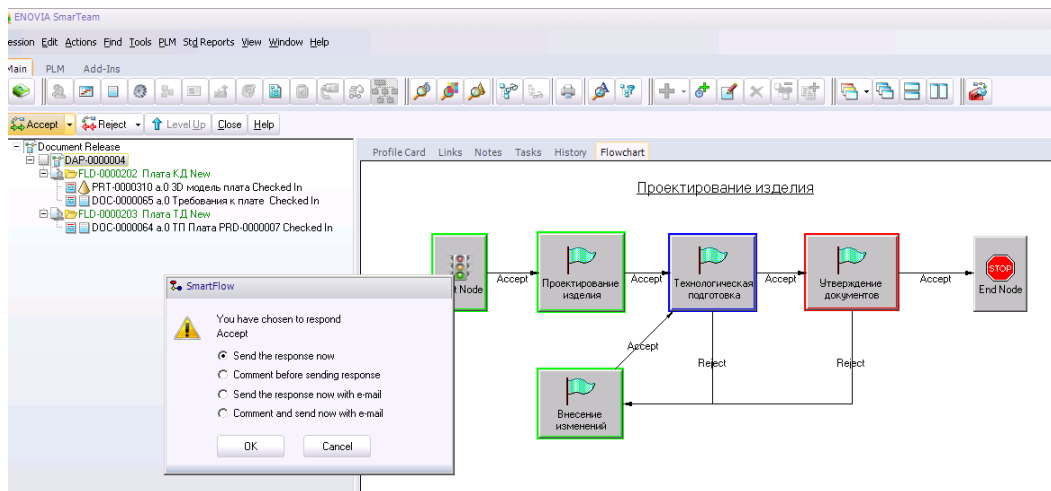 ENOVIA SmarTeam
ession Edit Actions Find Tools PLM Std Reports View Window Help
Main PLM Add-Ins
Accept Reject Level Up Close Help
Document Release
DAP-0000004
FLD-0000202 Плата КД New
PRT-0000310 a.0 3D модель плата Checked In
DOC-0000065 a.0 Требования к плате Checked In
FLD-0000203 Плата ТД New
DOC-0000064 a.0 ТП Плата PRD-0000007 Checked In
Profile Card Links Notes Tasks History Flowchart
Проектирование изделия
t Node
Accept
Проектирование
изделия
Accept
Технологическая
подготовка
Accept
Утверждение
документов
Accept
STOP
End Node
Accept
Reject
Reject
Внесение
изменений
SmartFlow
You have chosen to respond
Accept
Send the response now
Comment before sending response
Send the response now with e-mail
Comment and send now with e-mail
OK Cancel